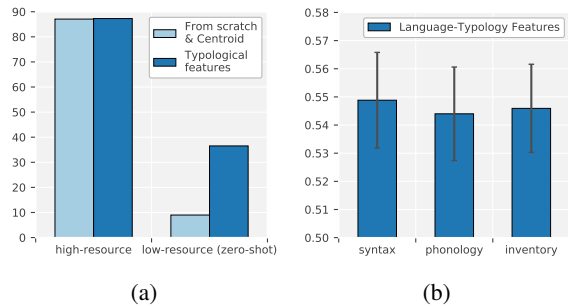 90
80
70
60
50
40
30
20
10
0
From scratch
& Centroid
Typological
features
high-resource
low-resource (zero-shot)
(a)
0.58
0.57
0.56
0.55
0.54
0.53
0.52
0.51
0.50
Language-Typology Features
syntax
phonology
inventory
(b)